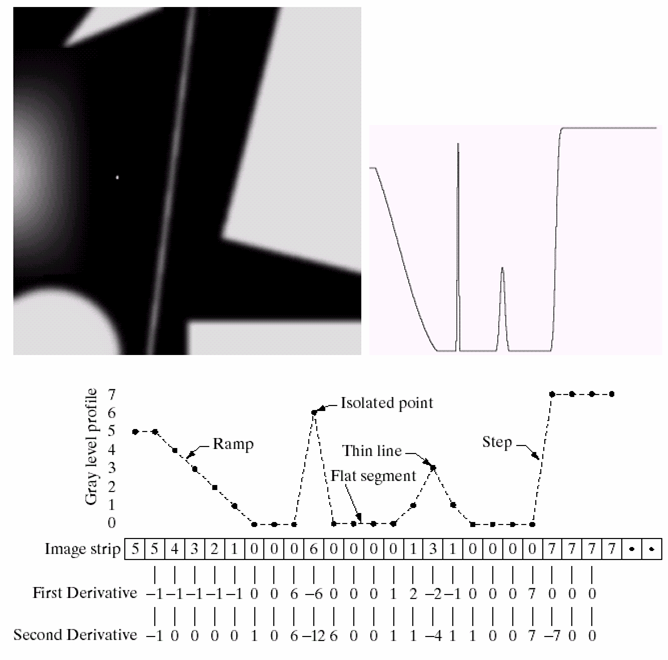 Gray level profile
7
6
5
4
3
2
1
0
Isolated point
Ramp
Thin line
Step
Flat segment
Image strip 5 5 4 3 2 1 0 0 0 6 0 0 0 0 1 3 1 0 0 0 0 7 7 7 7 • •
First Derivative −1 −1 −1 −1 −1 0 0 6 −6 0 0 0 1 2 −2 −1 0 0 0 7 0 0 0
Second Derivative −1 0 0 0 0 1 0 6 −12 6 0 0 1 1 −4 1 1 0 0 7 −7 0 0